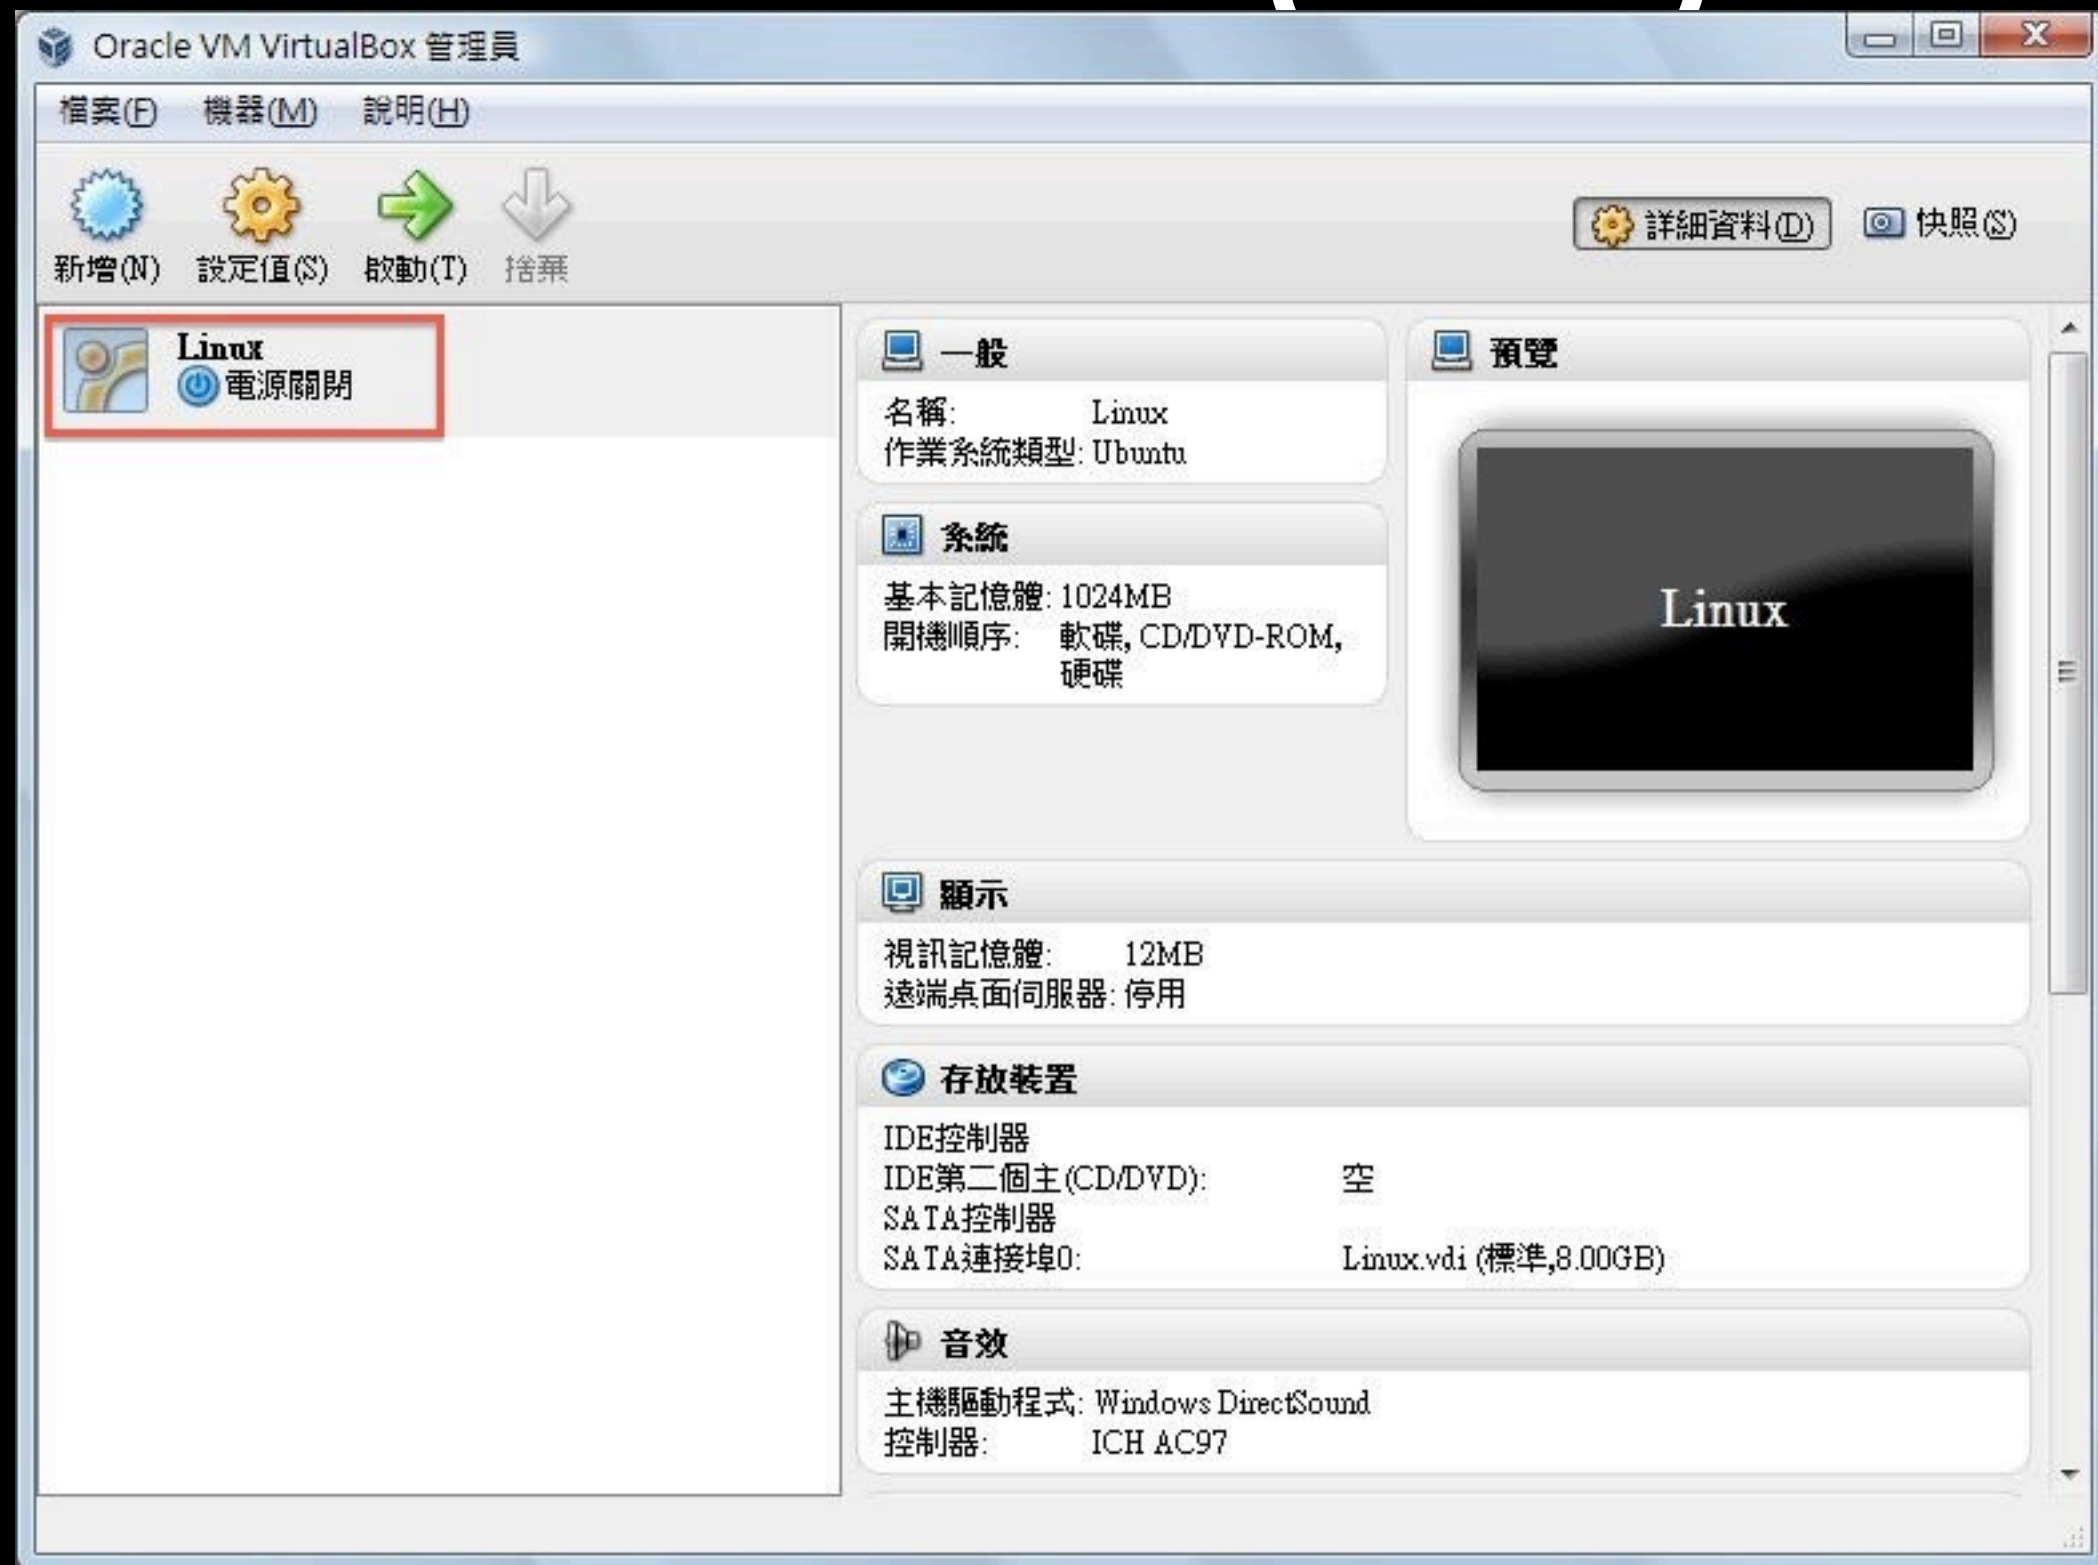 Oracle VM VirtualBox 管理員
檔案(F) 機器(M) 說明(H)
新增(N) 設定值(S) 啟動(T) 捨棄
詳細資料(D) 快照(S)
Linux
電源關閉
一般
名稱: Linux
作業系統類型: Ubuntu
系統
基本記憶體: 1024MB
開機順序: 軟碟, CD/DVD-ROM,
硬碟
預覽
Linux
顯示
視訊記憶體: 12MB
遠端桌面伺服器: 停用
存放裝置
IDE控制器
IDE第二個主(CD/DVD): 空
SATA控制器
SATA連接埠0: Linux.vdi (標準,8.00GB)
音效
主機驅動程式: Windows DirectSound
控制器: ICH AC97